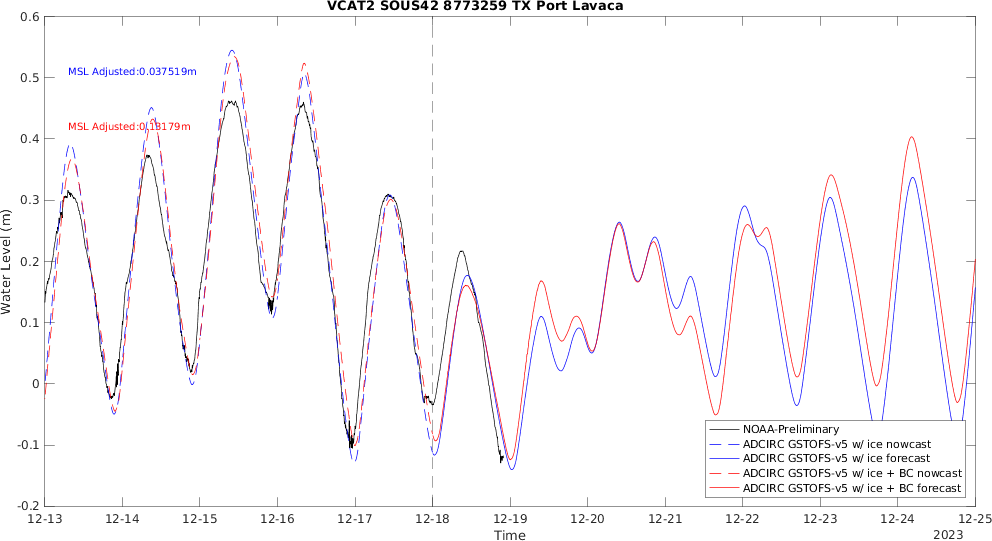 VCAT2 SOUS42 8773259 TX Port Lavaca
0.6
0.5
0.4
0.3
0.2
0.1
0
-0.1
-0.2
Water Level (m)
MSL Adjusted:0.037519m
MSL Adjusted:0.13179m
NOAA-Preliminary
ADCIRC GSTOFS-v5 w/ ice nowcast
ADCIRC GSTOFS-v5 w/ ice forecast
ADCIRC GSTOFS-v5 w/ ice + BC nowcast
ADCIRC GSTOFS-v5 w/ ice + BC forecast
12-13 12-14 12-15 12-16 12-17 12-18 12-19 12-20 12-21 12-22 12-23 12-24 12-25
Time
2023